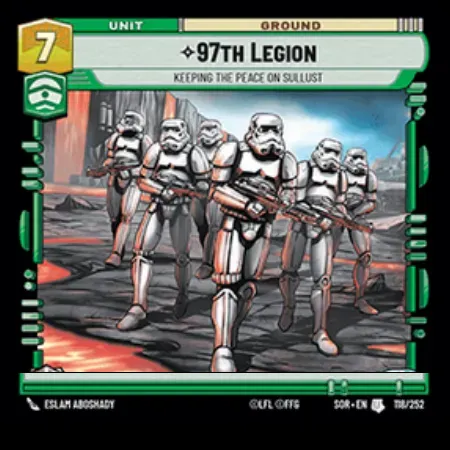 UNIT GROUND
7
97TH LEGION
KEEPING THE PEACE ON SULLUST
ESLAM ABOSHADY ©LFL ©FFG SOR • EN U 118/252